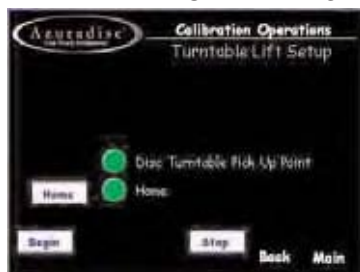 Azuradisc
Calibration Operations
Turntable Lift Setup
Disc Turntable Pick Up Point
Home
Home
Begin
Stop
Back Main